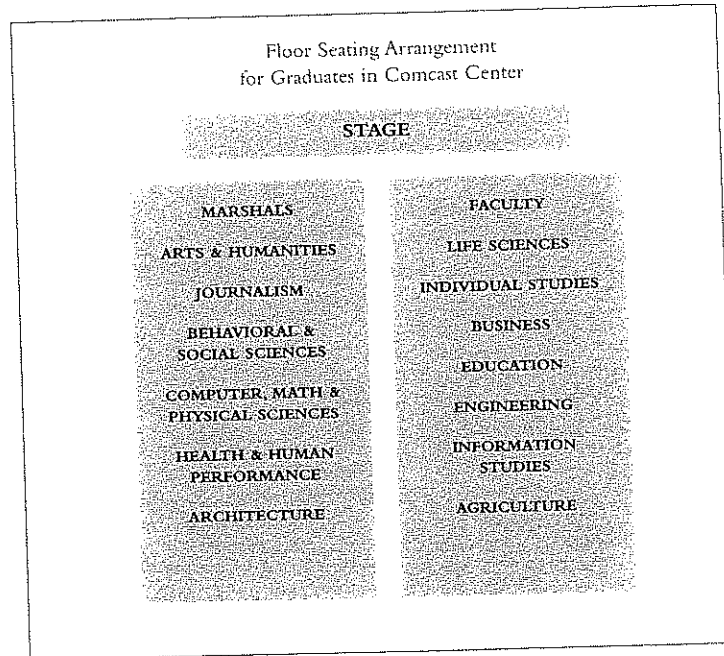 Floor Seating Arrangement
for Graduates in Comcast Center
STAGE
MARSHALS
ARTS & HUMANITIES
JOURNALISM
BEHAVIORAL &
SOCIAL SCIENCES
COMPUTER, MATH &
PHYSICAL SCIENCES
HEALTH & HUMAN
PERFORMANCE
ARCHITECTURE
FACULTY
LIFE SCIENCES
INDIVIDUAL STUDIES
BUSINESS
EDUCATION
ENGINEERING
INFORMATION
STUDIES
AGRICULTURE